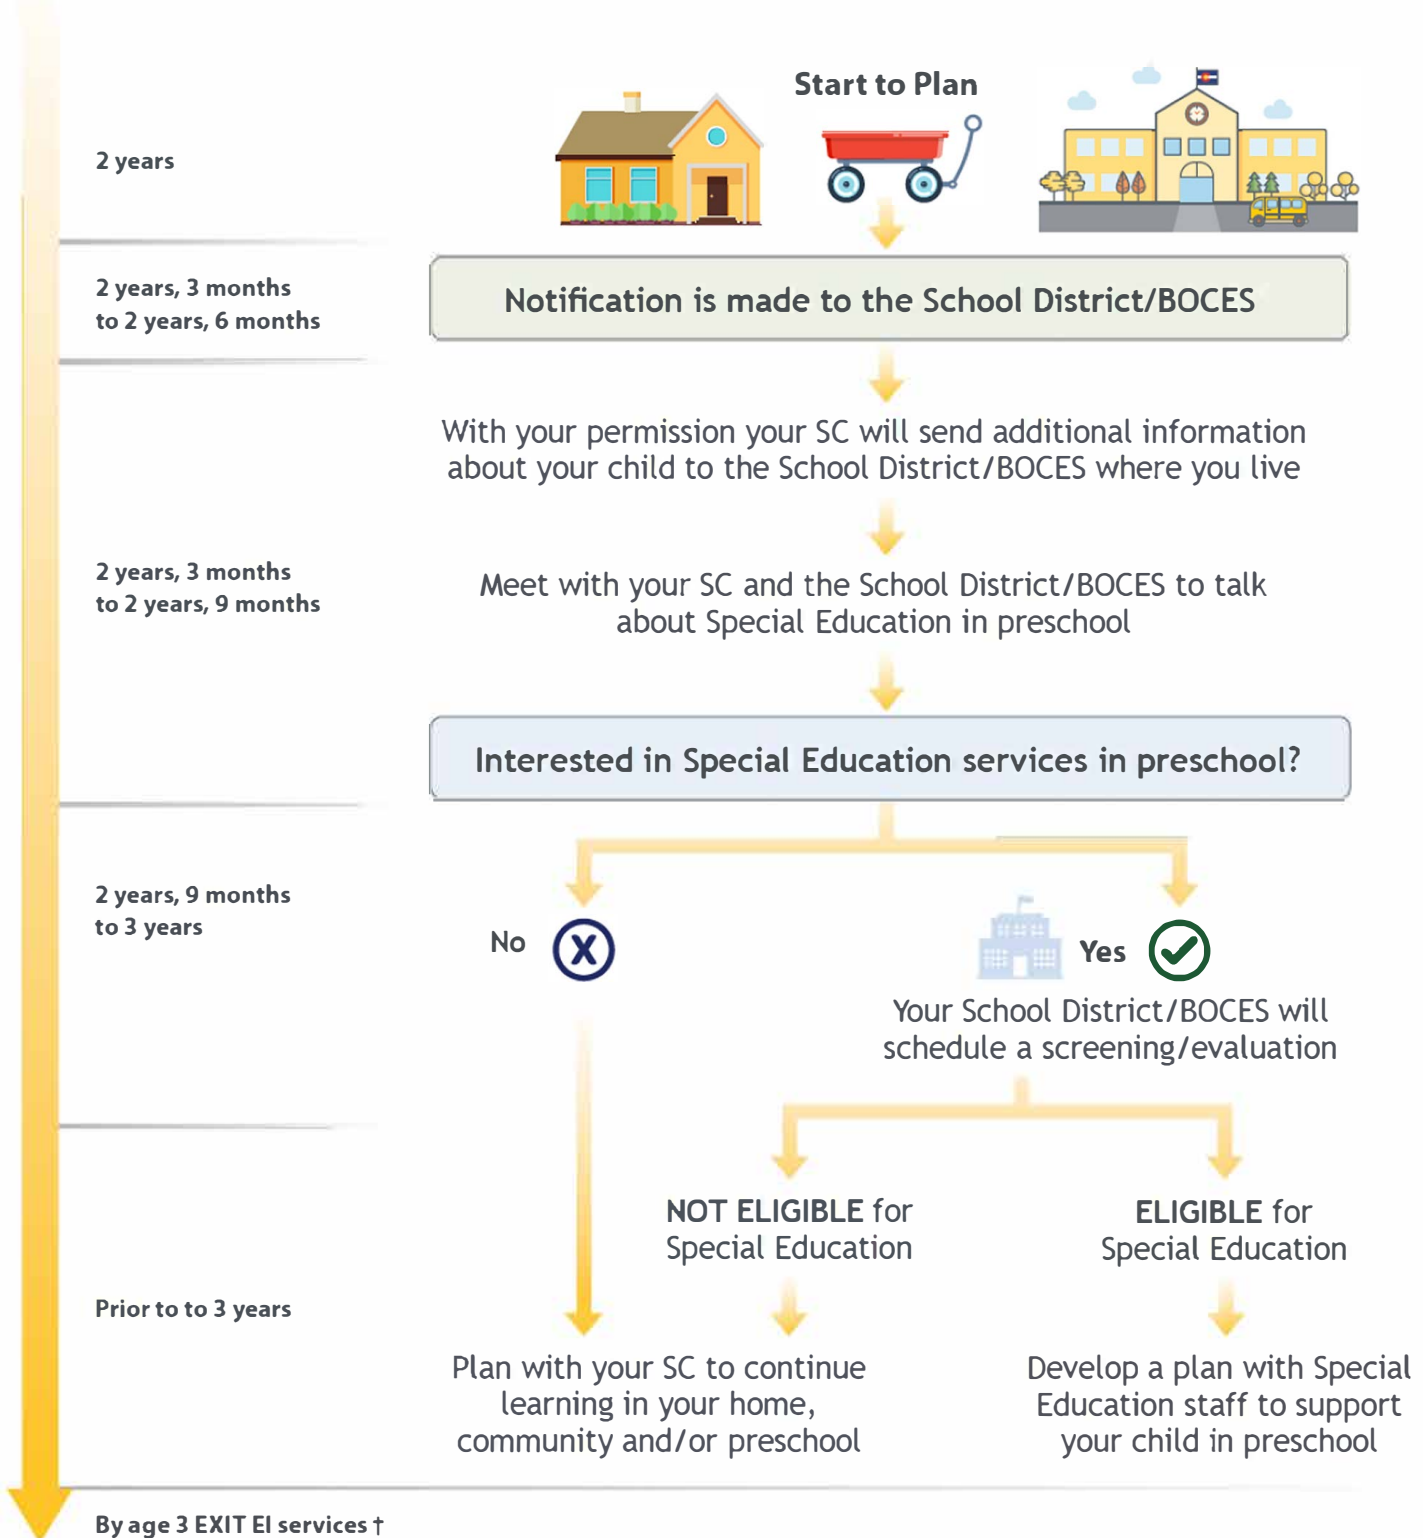 Start to Plan
2 years
2 years, 3 months
to 2 years, 6 months
Notification is made to the School District/BOCES
With your permission your SC will send additional information
about your child to the School District/BOCES where you live
2 years, 3 months
to 2 years, 9 months
Meet with your SC and the School District/BOCES to talk
about Special Education in preschool
Interested in Special Education services in preschool?
2 years, 9 months
to 3 years
No
X
Yes
Your School District/BOCES will
schedule a screening/evaluation
NOT ELIGIBLE for
Special Education
ELIGIBLE for
Special Education
Prior to to 3 years
Plan with your SC to continue
learning in your home,
community and/or preschool
Develop a plan with Special
Education staff to support
your child in preschool
By age 3 EXIT EI services †